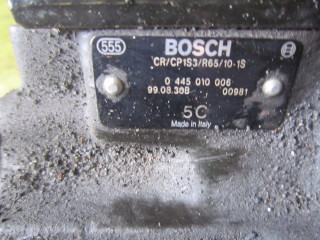 555 BOSCH
CR/CP1S3/R65/10-1S
0 445 010 006
99.08.30B 00981
5C
Made in Italy